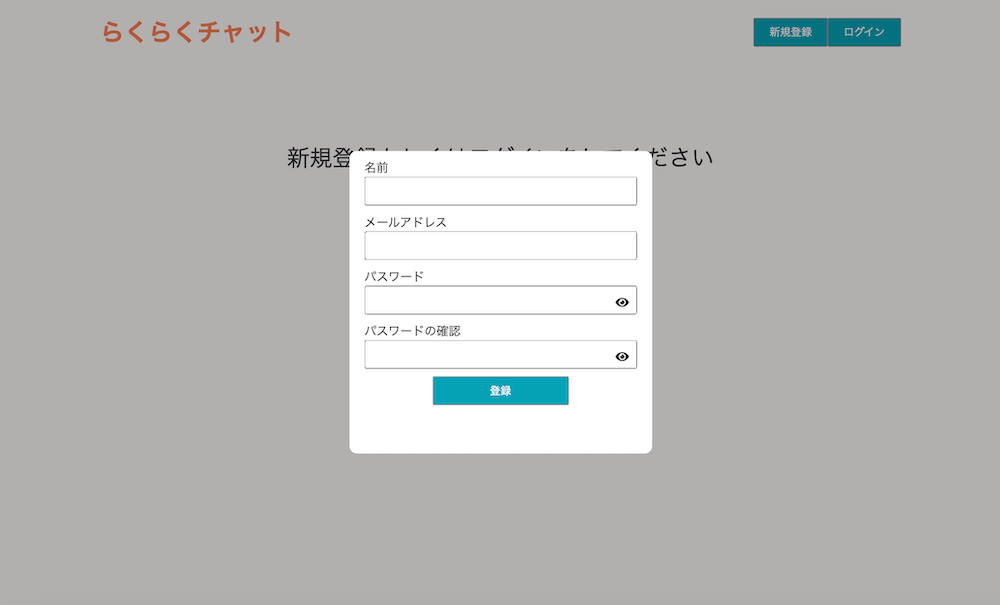 らくらくチャット
新規登録
ログイン
新規登
ださい
名前
メールアドレス
パスワード
パスワードの確認
登録